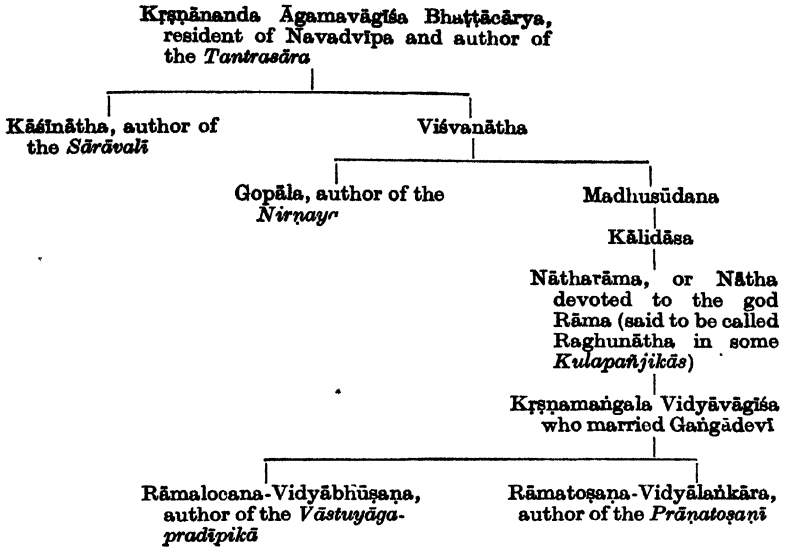 Kṛṣṇānanda Āgamavāgīśa Bhaṭṭācārya,
resident of Navadvīpa and author of
the Tantrasāra
Kāśīnātha, author of
the Sārāvalī
Viśvanātha
Gopāla, author of the
Nirṇaya
Madhusūdana
Kālidāsa
Nātharāma, or Nātha
devoted to the god
Rāma (said to be called
Raghunātha in some
Kulapañjikās)
Kṛṣṇamaṅgala Vidyāvāgīśa
who married Gaṅgādevī
Rāmalocana-Vidyābhūṣaṇa,
author of the Vāstuyāga-
pradīpikā
Rāmatoṣaṇa-Vidyālaṅkāra,
author of the Prāṇatoṣaṇī